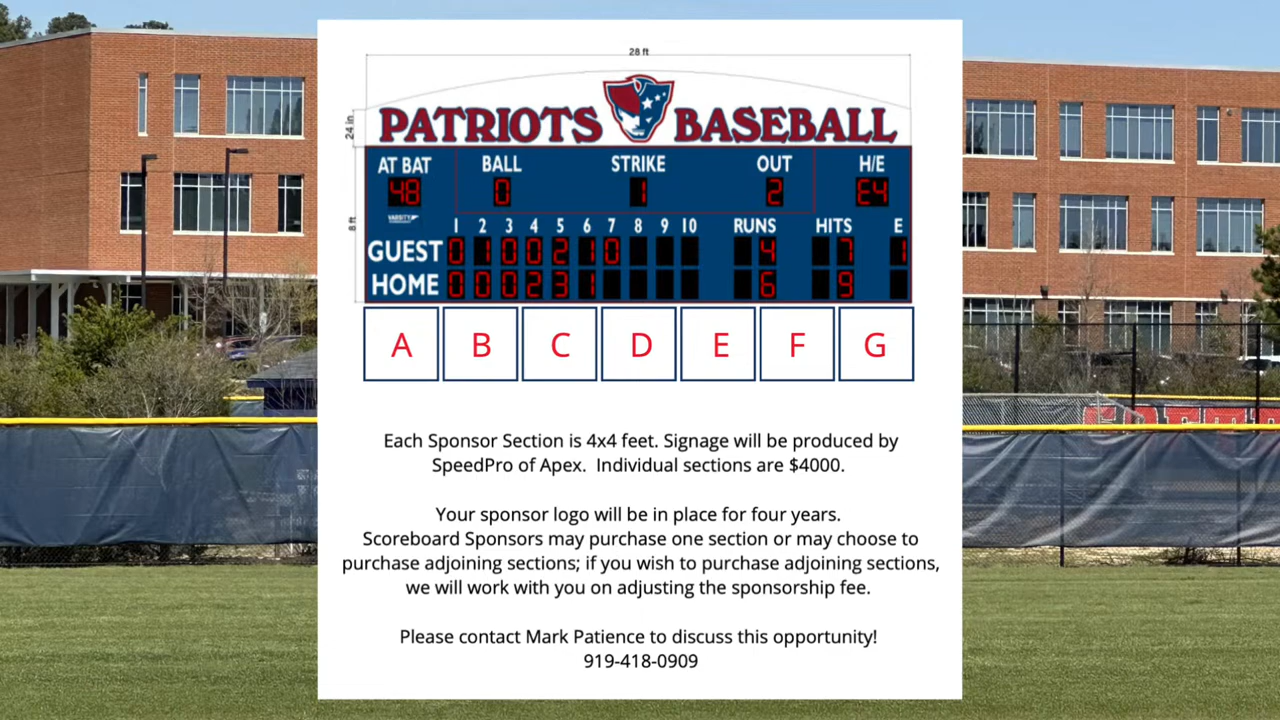 28 ft
24 in
PATRIOTS BASEBALL
AT BAT BALL STRIKE OUT H/E
48 0 1 2 E4
VARSITY
8 ft
1 2 3 4 5 6 7 8 9 10 RUNS HITS E
GUEST 0 1 0 0 2 1 0 4 7 1
HOME 0 0 0 2 3 1 6 9
A B C D E F G
Each Sponsor Section is 4x4 feet. Signage will be produced by
SpeedPro of Apex. Individual sections are $4000.
Your sponsor logo will be in place for four years.
Scoreboard Sponsors may purchase one section or may choose to
purchase adjoining sections; if you wish to purchase adjoining sections,
we will work with you on adjusting the sponsorship fee.
Please contact Mark Patience to discuss this opportunity!
919-418-0909